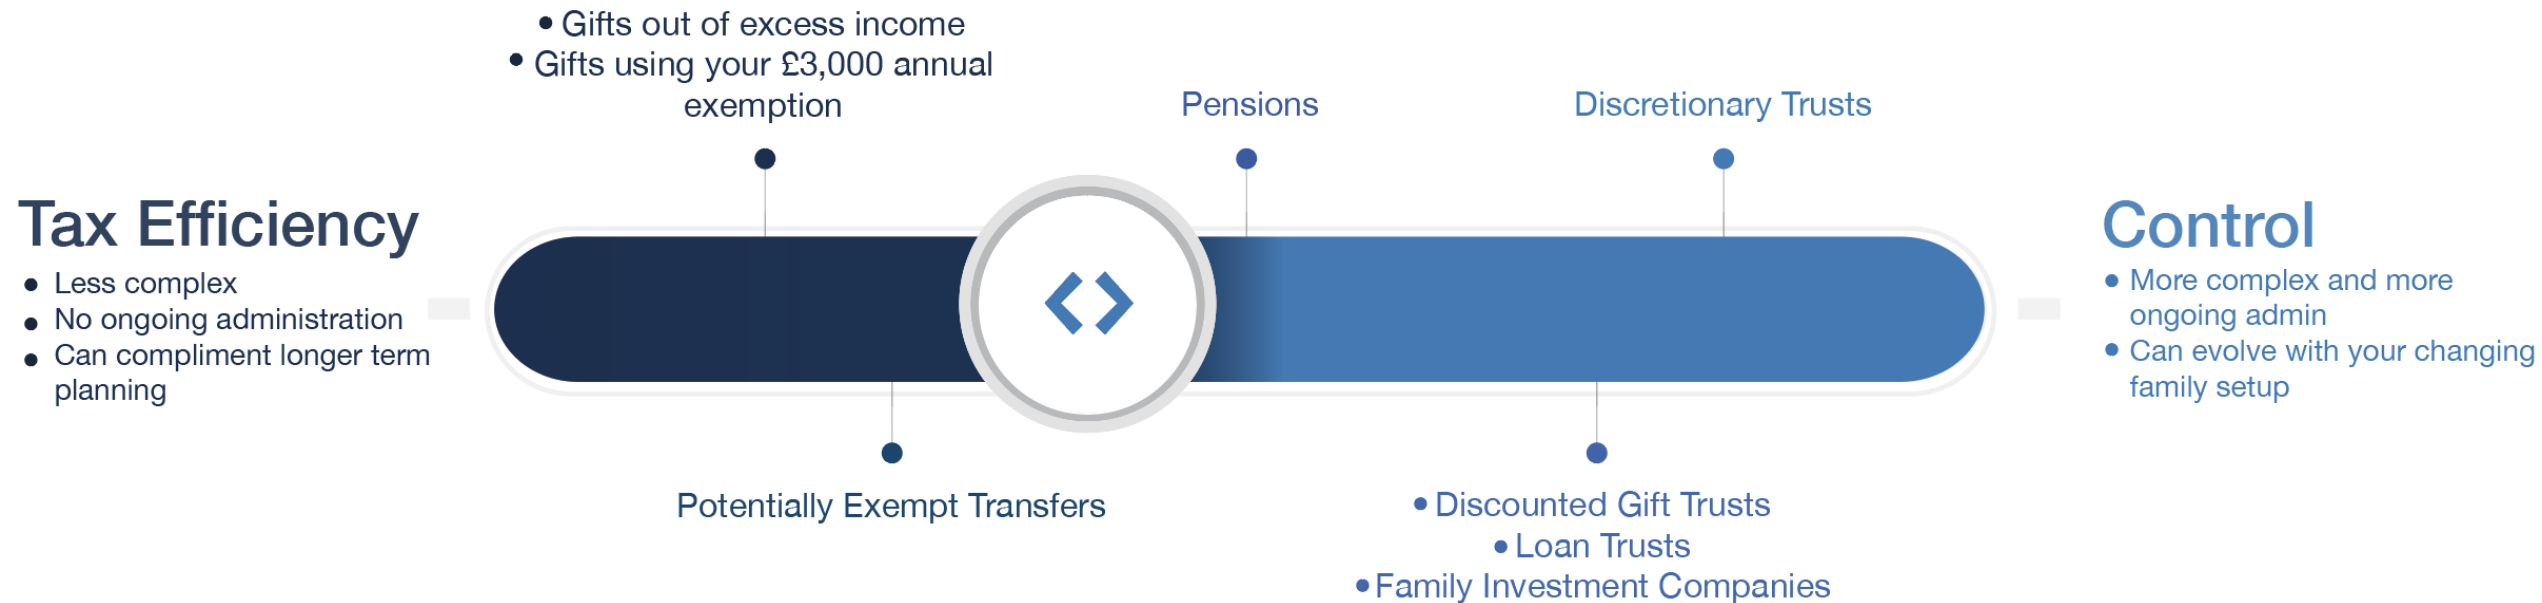 • Gifts out of excess income
• Gifts using your £3,000 annual
exemption
Pensions
Discretionary Trusts
Tax Efficiency
• Less complex
• No ongoing administration
• Can compliment longer term
planning
Control
• More complex and more
ongoing admin
• Can evolve with your changing
family setup
Potentially Exempt Transfers
• Discounted Gift Trusts
• Loan Trusts
• Family Investment Companies